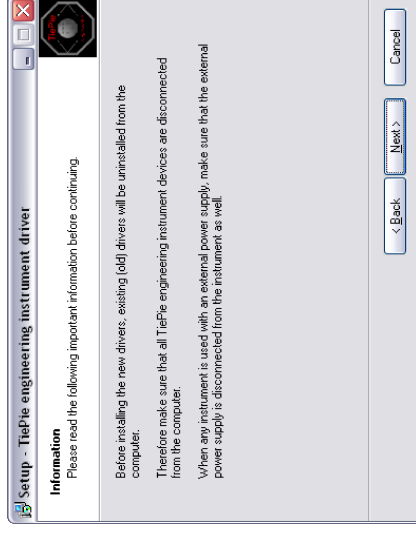 Setup - TiePie engineering instrument driver
TiePie
Information
Please read the following important information before continuing.
Before installing the new drivers, existing (old) drivers will be uninstalled from the
computer.
Therefore make sure that all TiePie engineering instrument devices are disconnected
from the computer.
When any instrument is used with an external power supply, make sure that the external
power supply is disconnected from the instrument as well.
< Back
Next >
Cancel